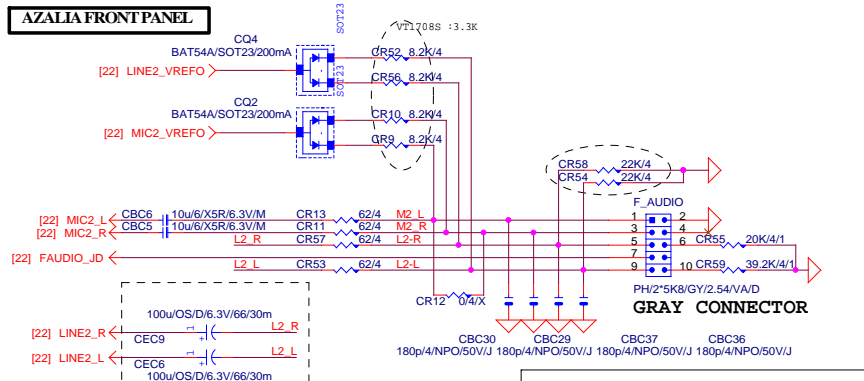 AZALIA FRONT PANEL
SOT23
VT1708S :3.3K
CQ4
BAT54A/SOT23/200mA
CR52 8.2K/4
[22] LINE2_VREFO
CR56 8.2K/4
SOT23
CQ2
BAT54A/SOT23/200mA
CR10 8.2K/4
[22] MIC2_VREFO
CR9 8.2K/4
CR58 22K/4
CR54 22K/4
F_AUDIO
[22] MIC2_L CBC6 10u/6/X5R/6.3V/M CR13 62/4 M2_L 1 2
[22] MIC2_R CBC5 10u/6/X5R/6.3V/M CR11 62/4 M2_R 3 4
L2_R CR57 62/4 L2-R 5 6 CR55 20K/4/1
[22] FAUDIO_JD 7
L2_L CR53 62/4 L2-L 9 10 CR59 39.2K/4/1
CR12 0/4/X
PH/2*5K8/GY/2.54/VA/D
GRAY CONNECTOR
100u/OS/D/6.3V/66/30m
[22] LINE2_R 1 + L2_R
CEC9
[22] LINE2_L 1 + L2_L
CEC6
100u/OS/D/6.3V/66/30m
CBC30 CBC29 CBC37 CBC36
180p/4/NPO/50V/J 180p/4/NPO/50V/J 180p/4/NPO/50V/J 180p/4/NPO/50V/J